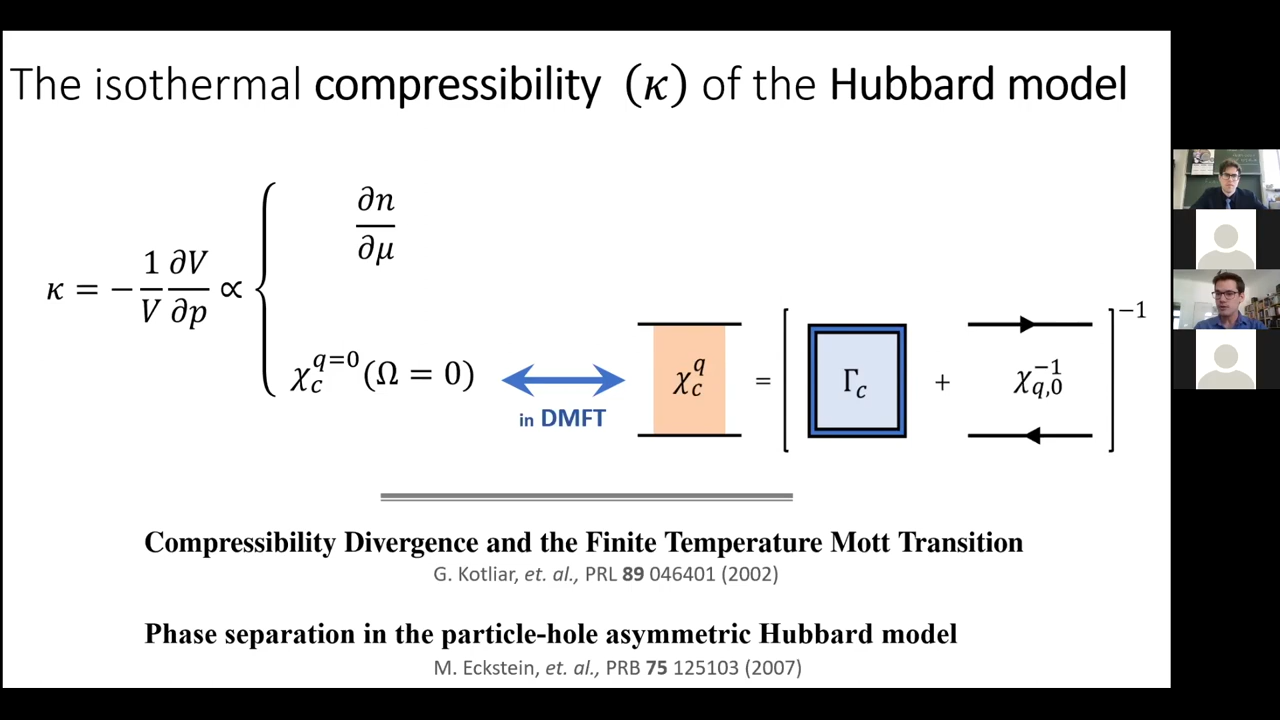 The isothermal compressibility (κ) of the Hubbard model
κ = − 1/V ∂V/∂p ∝ {
∂n/∂μ
χ_c^{q=0}(Ω = 0)
in DMFT
χ_c^q = [ Γ_c + χ_{q,0}^{−1} ]^{−1}
Compressibility Divergence and the Finite Temperature Mott Transition
G. Kotliar, et. al., PRL 89 046401 (2002)
Phase separation in the particle-hole asymmetric Hubbard model
M. Eckstein, et. al., PRB 75 125103 (2007)